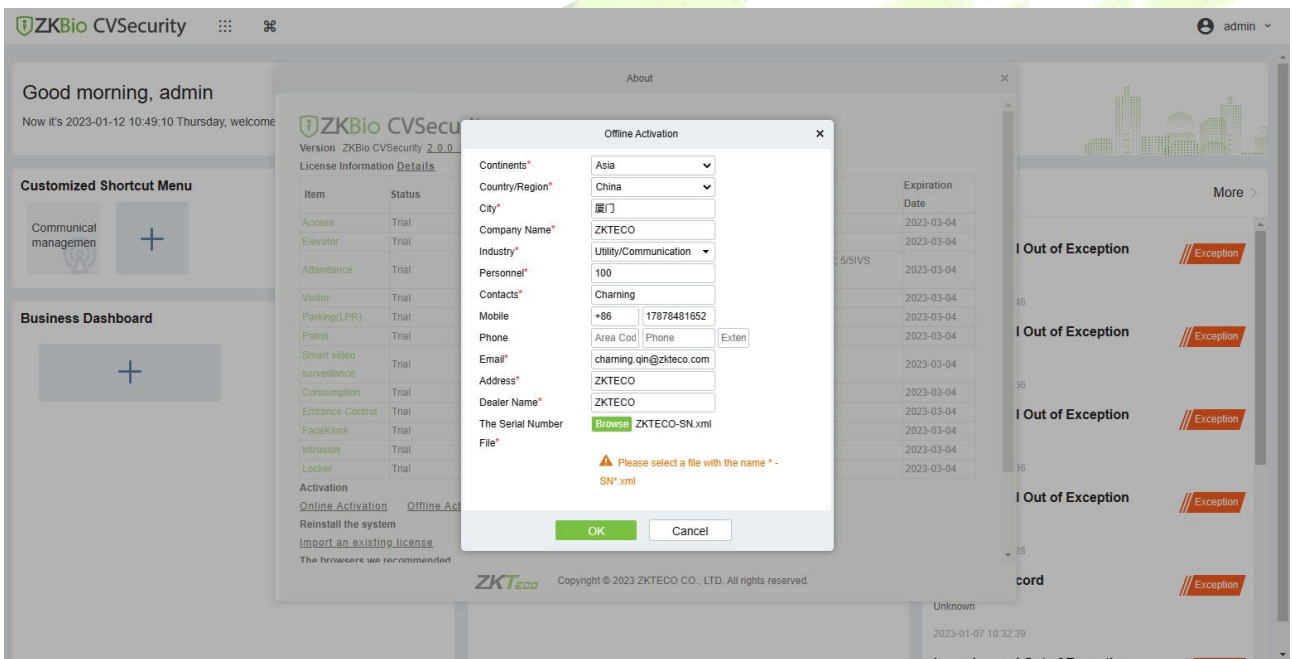 ZKBio CVSecurity
admin
Good morning, admin
Now it's 2023-01-12 10:49:10 Thursday, welcome
Customized Shortcut Menu
Communicat
managemen
Business Dashboard
About
ZKBio CVSecu
Version ZKBio CVSecurity 2.0.0
License Information Details
Item Status Expiration
Date
Access Trial 2023-03-04
Elevator Trial 2023-03-04
5/5IVS
Attendance Trial 2023-03-04
Visitor Trial 2023-03-04
Parking(LPR) Trial 2023-03-04
Patrol Trial 2023-03-04
Smart video
surveillance Trial 2023-03-04
Consumption Trial 2023-03-04
Entrance Control Trial 2023-03-04
FaceKiosk Trial 2023-03-04
Intrusion Trial 2023-03-04
Locker Trial 2023-03-04
Activation
Online Activation Offline Act
Reinstall the system
Import an existing license
The browsers we recommended
ZKTeco Copyright © 2023 ZKTECO CO., LTD. All rights reserved.
Offline Activation
Continents* Asia
Country/Region* China
City* 厦门
Company Name* ZKTECO
Industry* Utility/Communication
Personnel* 100
Contacts* Charning
Mobile +86 17878481652
Phone Area Cod Phone Exten
Email* charning.qin@zkteco.com
Address* ZKTECO
Dealer Name* ZKTECO
The Serial Number Browse ZKTECO-SN.xml
File*
Please select a file with the name * -
SN*.xml
OK Cancel
More
l Out of Exception Exception
46
l Out of Exception Exception
56
l Out of Exception Exception
36
l Out of Exception Exception
28
cord Exception
Unknown
2023-01-07 10:32:39